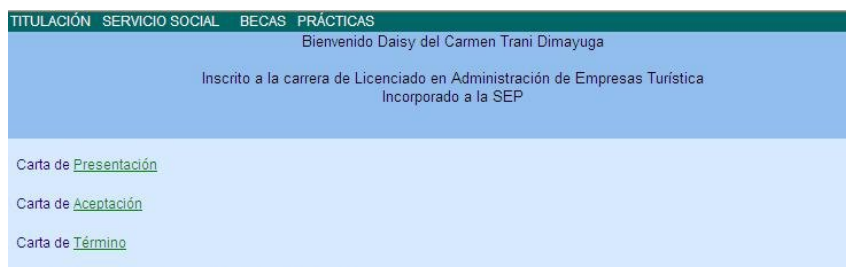 TITULACIÓN SERVICIO SOCIAL BECAS PRÁCTICAS
Bienvenido Daisy del Carmen Trani Dimayuga
Inscrito a la carrera de Licenciado en Administración de Empresas Turística
Incorporado a la SEP
Carta de Presentación
Carta de Aceptación
Carta de Término